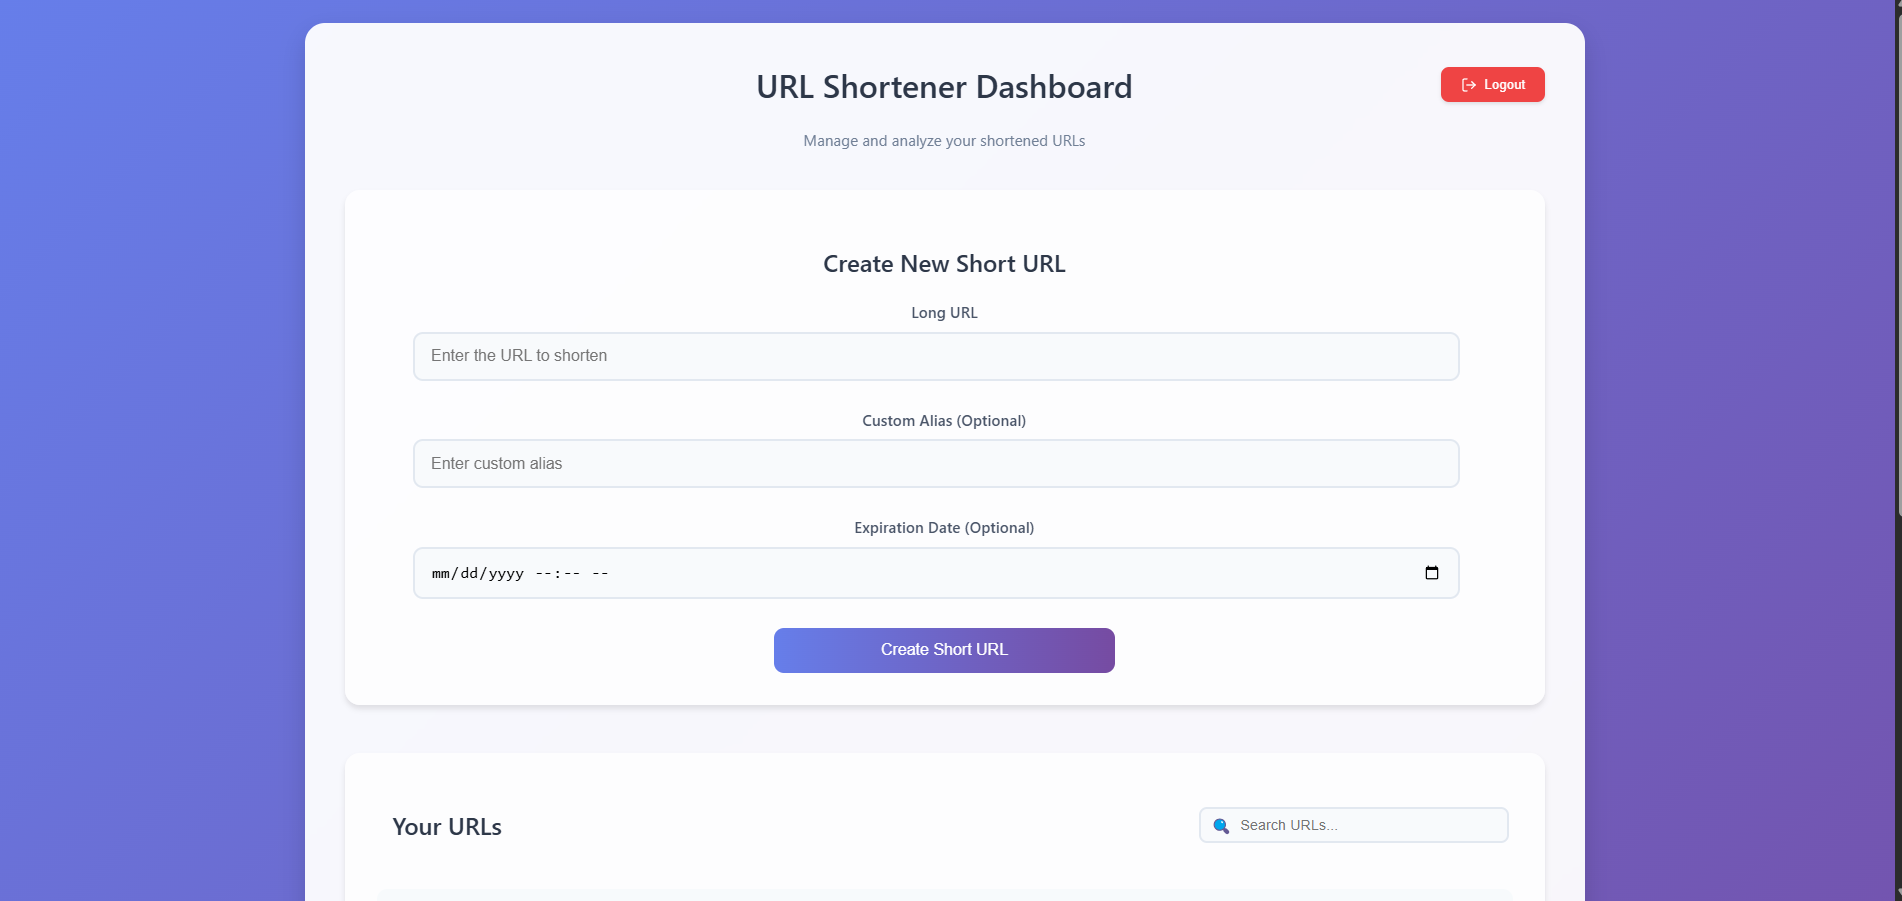 URL Shortener Dashboard
Logout
Manage and analyze your shortened URLs
Create New Short URL
Long URL
Enter the URL to shorten
Custom Alias (Optional)
Enter custom alias
Expiration Date (Optional)
mm/dd/yyyy --:-- --
Create Short URL
Your URLs
Search URLs...